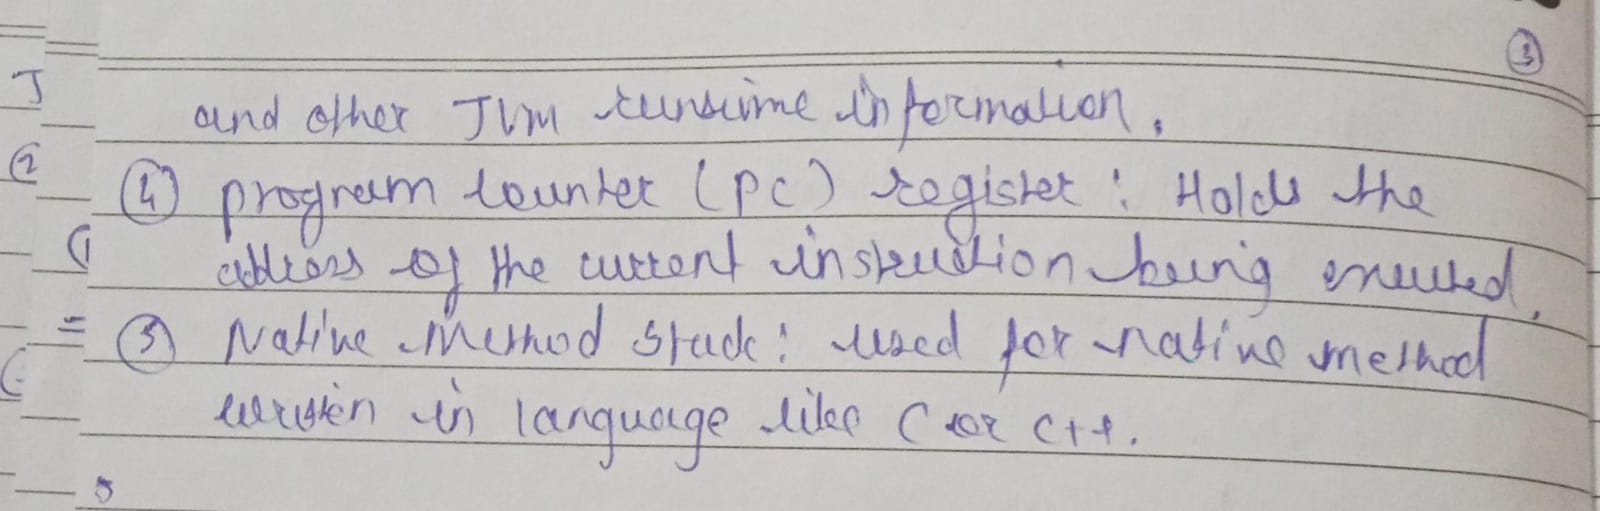 ③
and other JVM runtime information.
④ program counter (PC) register : Holds the
address of the current instruction being executed.
⑤ Native Method Stack : used for native method
written in language like C or C++.